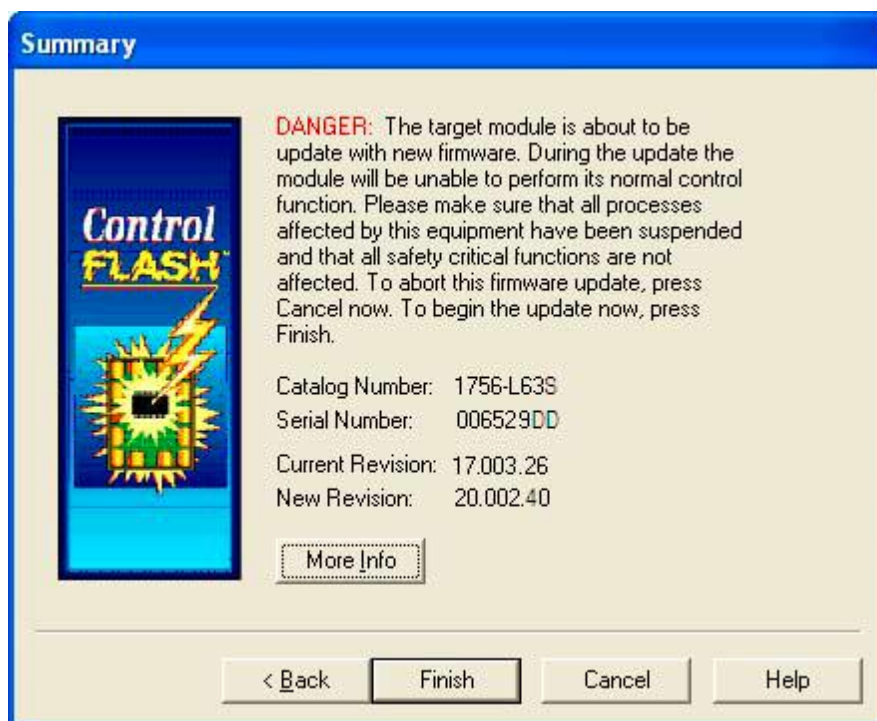 Summary
Control
FLASH™
DANGER: The target module is about to be
update with new firmware. During the update the
module will be unable to perform its normal control
function. Please make sure that all processes
affected by this equipment have been suspended
and that all safety critical functions are not
affected. To abort this firmware update, press
Cancel now. To begin the update now, press
Finish.
Catalog Number: 1756-L63S
Serial Number: 006529DD
Current Revision: 17.003.26
New Revision: 20.002.40
More Info
< Back Finish Cancel Help